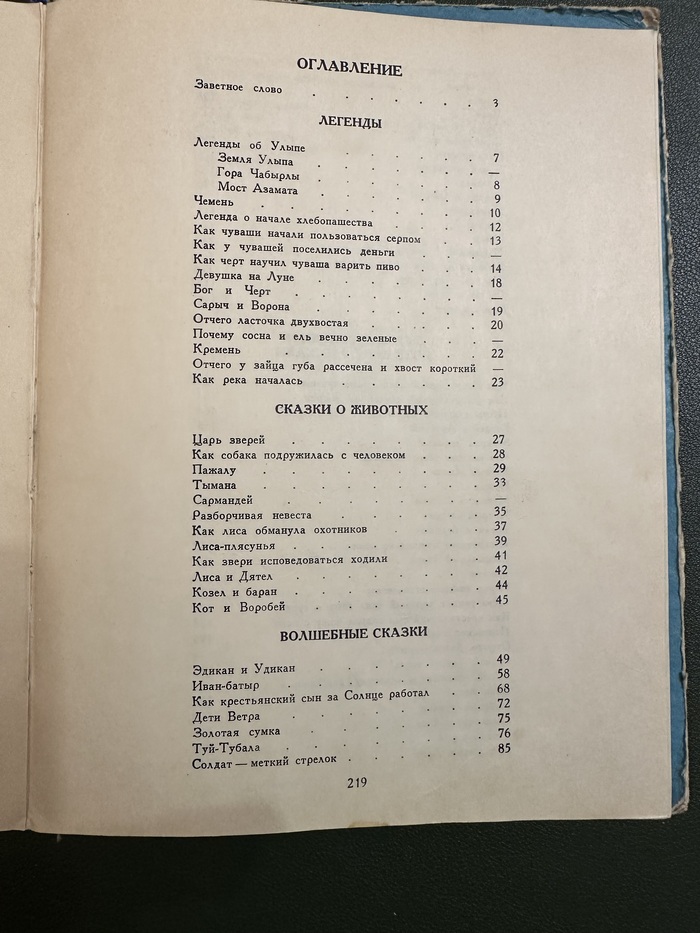 ОГЛАВЛЕНИЕ
Заветное слово . . . . . . 3
ЛЕГЕНДЫ
Легенды об Улыпе . . . . 7
Земля Улыпа . . . . —
Гора Чабырлы . . . . 8
Мост Азамата . . . . 9
Чемень . . . . . 10
Легенда о начале хлебопашества . . . 12
Как чуваши начали пользоваться серпом . . 13
Как у чувашей поселились деньги . . —
Как черт научил чуваша варить пиво . . . 14
Девушка на Луне . . . . 18
Бог и Черт . . . . . —
Сарыч и Ворона . . . . 19
Отчего ласточка двухвостая . . . . 20
Почему сосна и ель вечно зеленые . . . —
Кремень . . . . . 22
Отчего у зайца губа рассечена и хвост короткий —
Как река началась . . . . 23
СКАЗКИ О ЖИВОТНЫХ
Царь зверей . . . . . 27
Как собака подружилась с человеком . . . 28
Пажалу . . . . . 29
Тымана . . . . . 33
Сармандей . . . . . —
Разборчивая невеста . . . . 35
Как лиса обманула охотников . . . 37
Лиса-плясунья . . . . . 39
Как звери исповедоваться ходили . . . 41
Лиса и Дятел . . . . . 42
Козел и баран . . . . . 44
Кот и Воробей . . . . 45
ВОЛШЕБНЫЕ СКАЗКИ
Эдикан и Удикан . . . . 49
Иван-батыр . . . . . 58
Как крестьянский сын за Солнце работал . . 68
Дети Ветра . . . . . 72
Золотая сумка . . . . . 75
Туй-Тубала . . . . . 76
Солдат — меткий стрелок . . . . 85
219